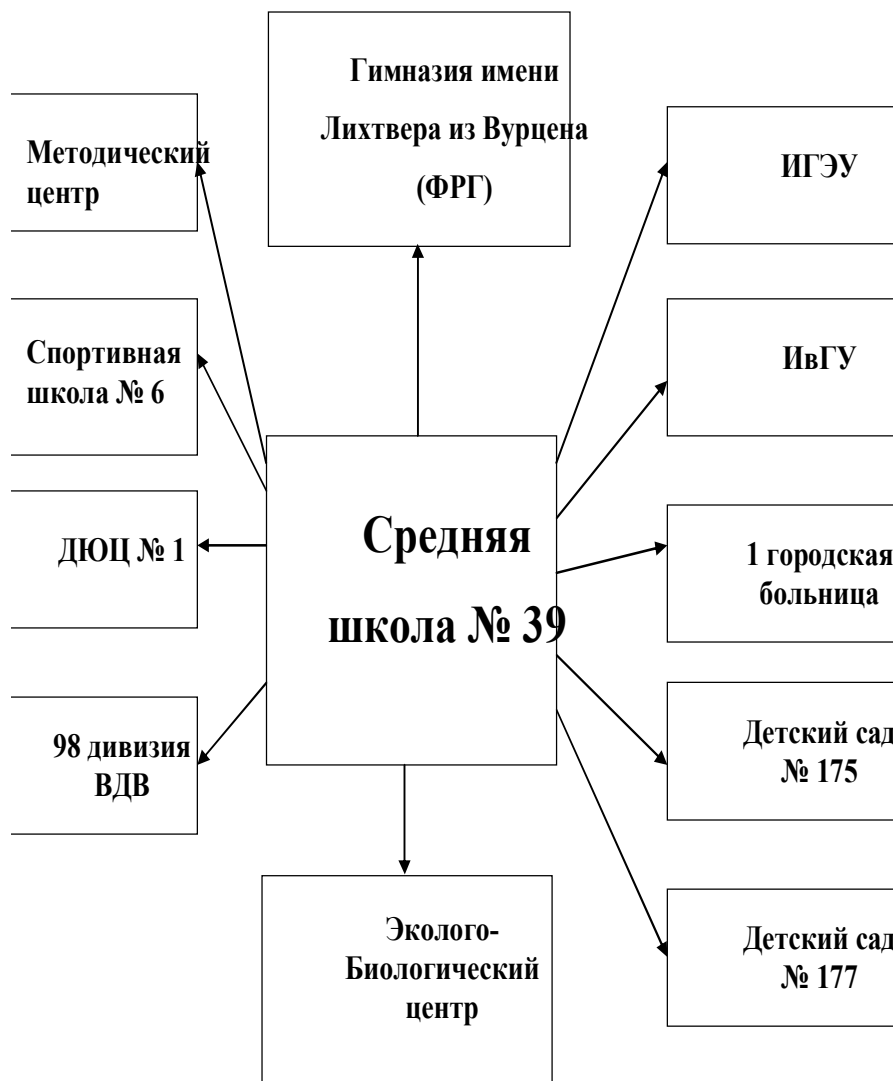 Гимназия имени
Лихтвера из Вурцена
(ФРГ)
Методический
центр
ИГЭУ
Спортивная
школа № 6
ИвГУ
Средняя
школа № 39
ДЮЦ № 1
1 городская
больница
98 дивизия
ВДВ
Детский сад
№ 175
Эколого-
Биологический
центр
Детский сад
№ 177